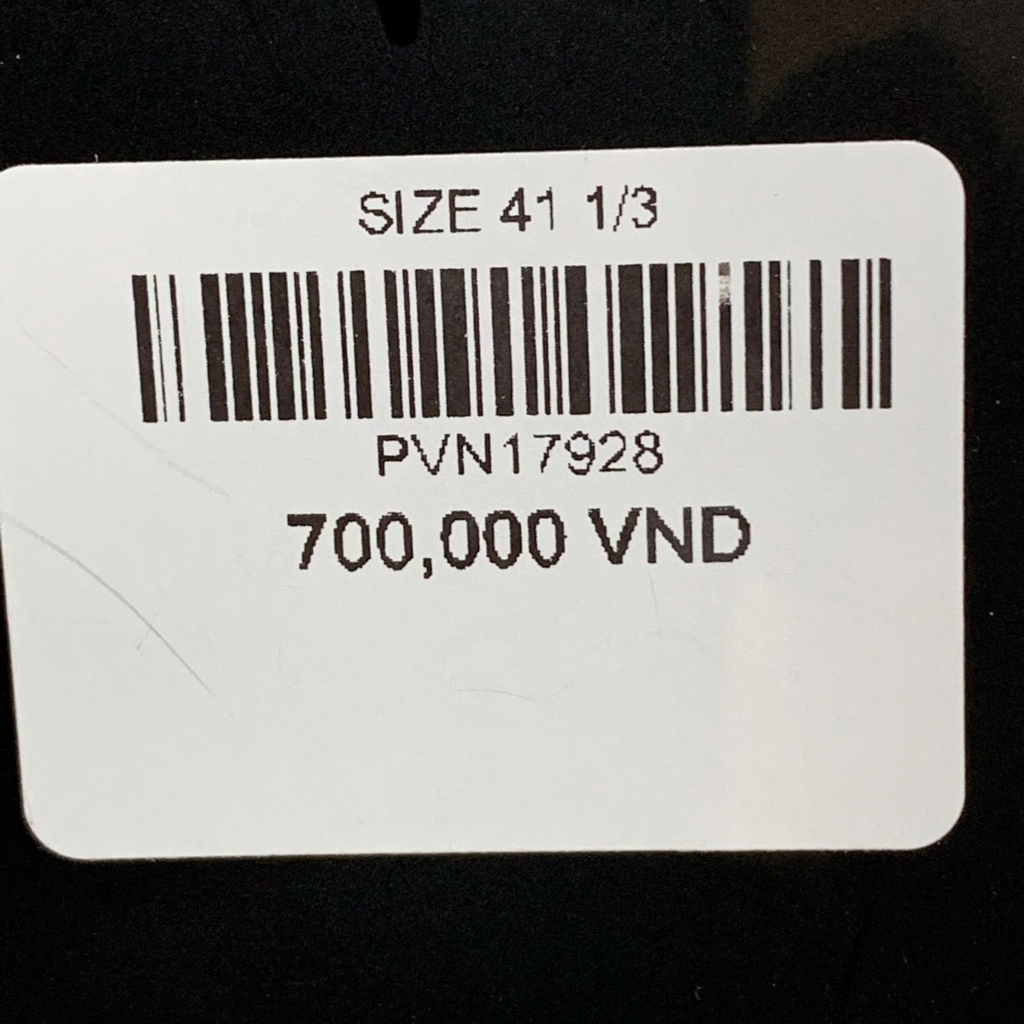 SIZE 41 1/3
PVN17928
700,000 VND